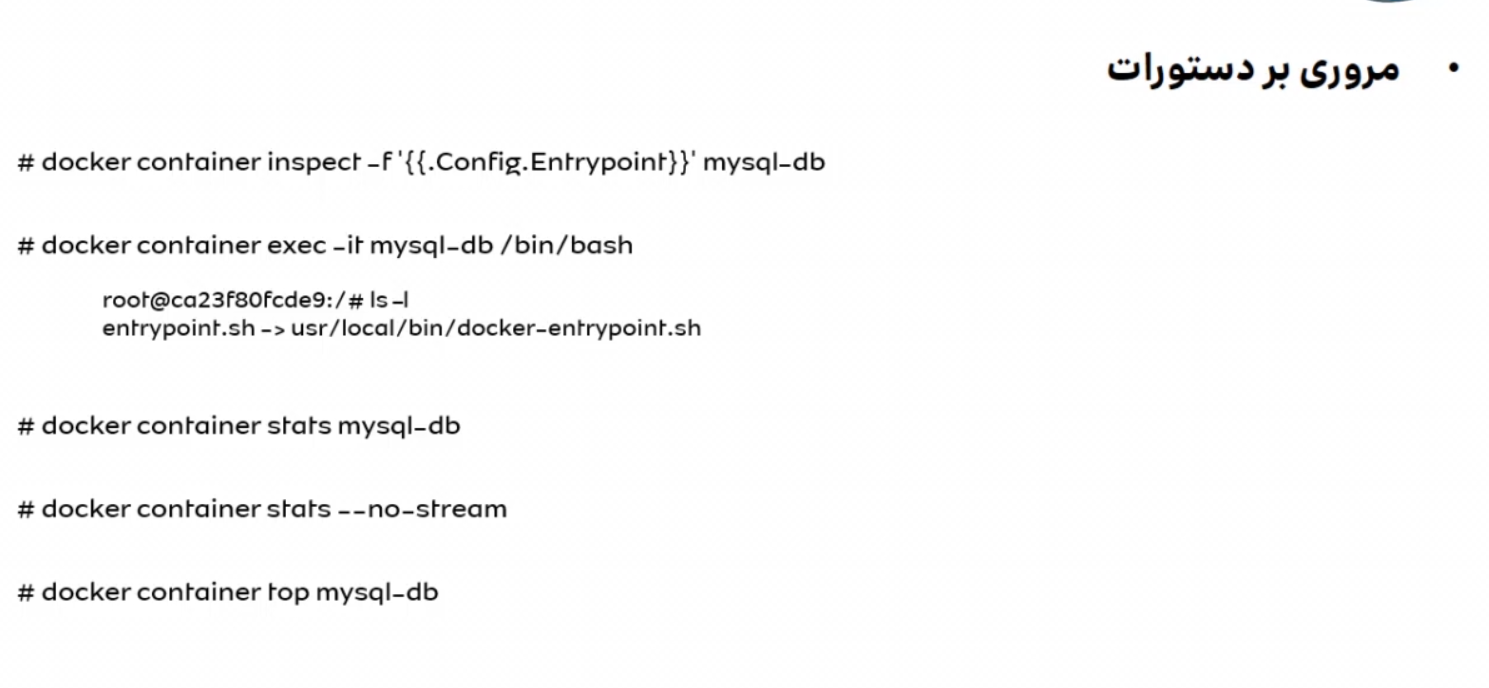 • مروری بر دستورات
# docker container inspect -f '{{.Config.Entrypoint}}' mysql-db
# docker container exec -it mysql-db /bin/bash
root@ca23f80fcde9:/# ls -l
entrypoint.sh -> usr/local/bin/docker-entrypoint.sh
# docker container stats mysql-db
# docker container stats --no-stream
# docker container top mysql-db